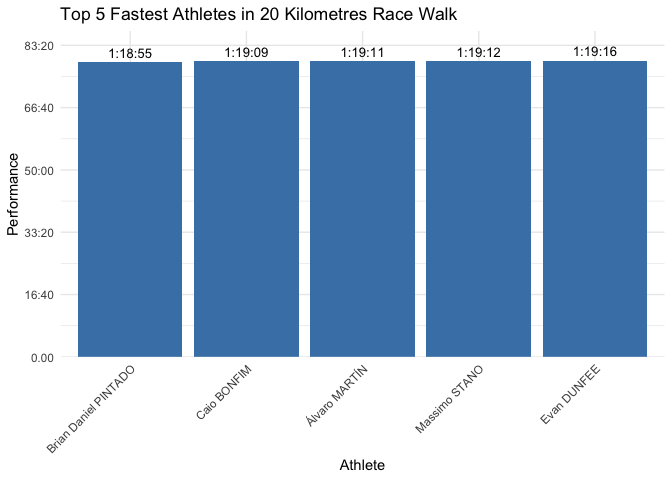 Top 5 Fastest Athletes in 20 Kilometres Race Walk
83:20
66:40
50:00
33:20
16:40
0.00
Performance
1:18:55
1:19:09
1:19:11
1:19:12
1:19:16
Brian Daniel PINTADO
Caio BONFIM
Álvaro MARTÍN
Massimo STANO
Evan DUNFEE
Athlete